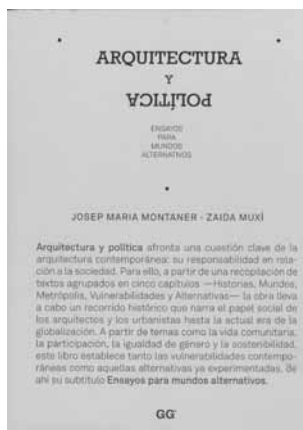 ARQUITECTURA
Y
POLÍTICA
ENSAYOS
PARA
MUNDOS
ALTERNATIVOS
JOSEP MARIA MONTANER - ZAIDA MUXÍ
Arquitectura y política afronta una cuestión clave de la
arquitectura contemporánea: su responsabilidad en rela-
ción a la sociedad. Para ello, a partir de una recopilación de
textos agrupados en cinco capítulos —Historias, Mundos,
Metrópolis, Vulnerabilidades y Alternativas— la obra lleva
a cabo un recorrido histórico que narra el papel social de
los arquitectos y los urbanistas hasta la actual era de la
globalización. A partir de temas como la vida comunitaria,
la participación, la igualdad de género y la sostenibilidad,
este libro establece tanto las vulnerabilidades contempo-
ráneas como aquellas alternativas ya experimentadas, de
ahí su subtítulo Ensayos para mundos alternativos.
GG